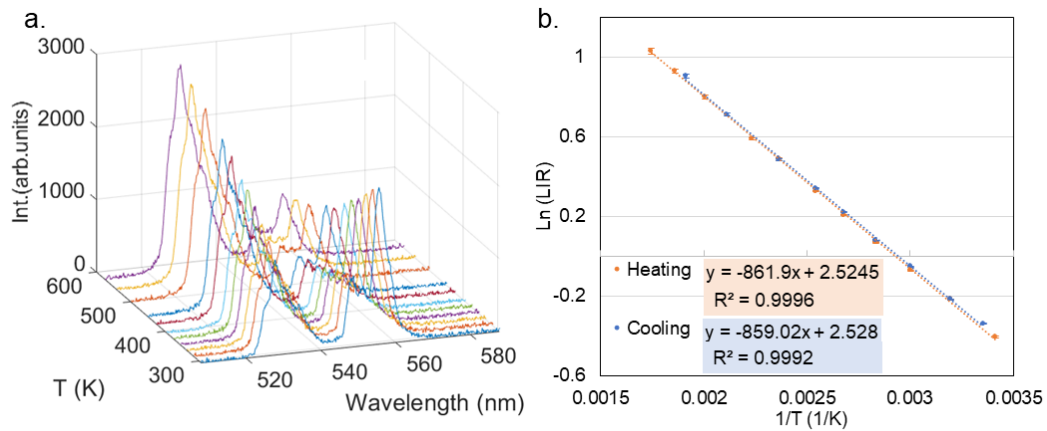 a.
3000
2000
1000
0
Int.(arb.units)
600
500
400
300
T (K)
520
540
560
580
Wavelength (nm)
b.
1
0.6
0.2
-0.2
-0.6
Ln (LIR)
Heating
y = -861.9x + 2.5245
R² = 0.9996
Cooling
y = -859.02x + 2.528
R² = 0.9992
0.0015
0.002
0.0025
0.003
0.0035
1/T (1/K)